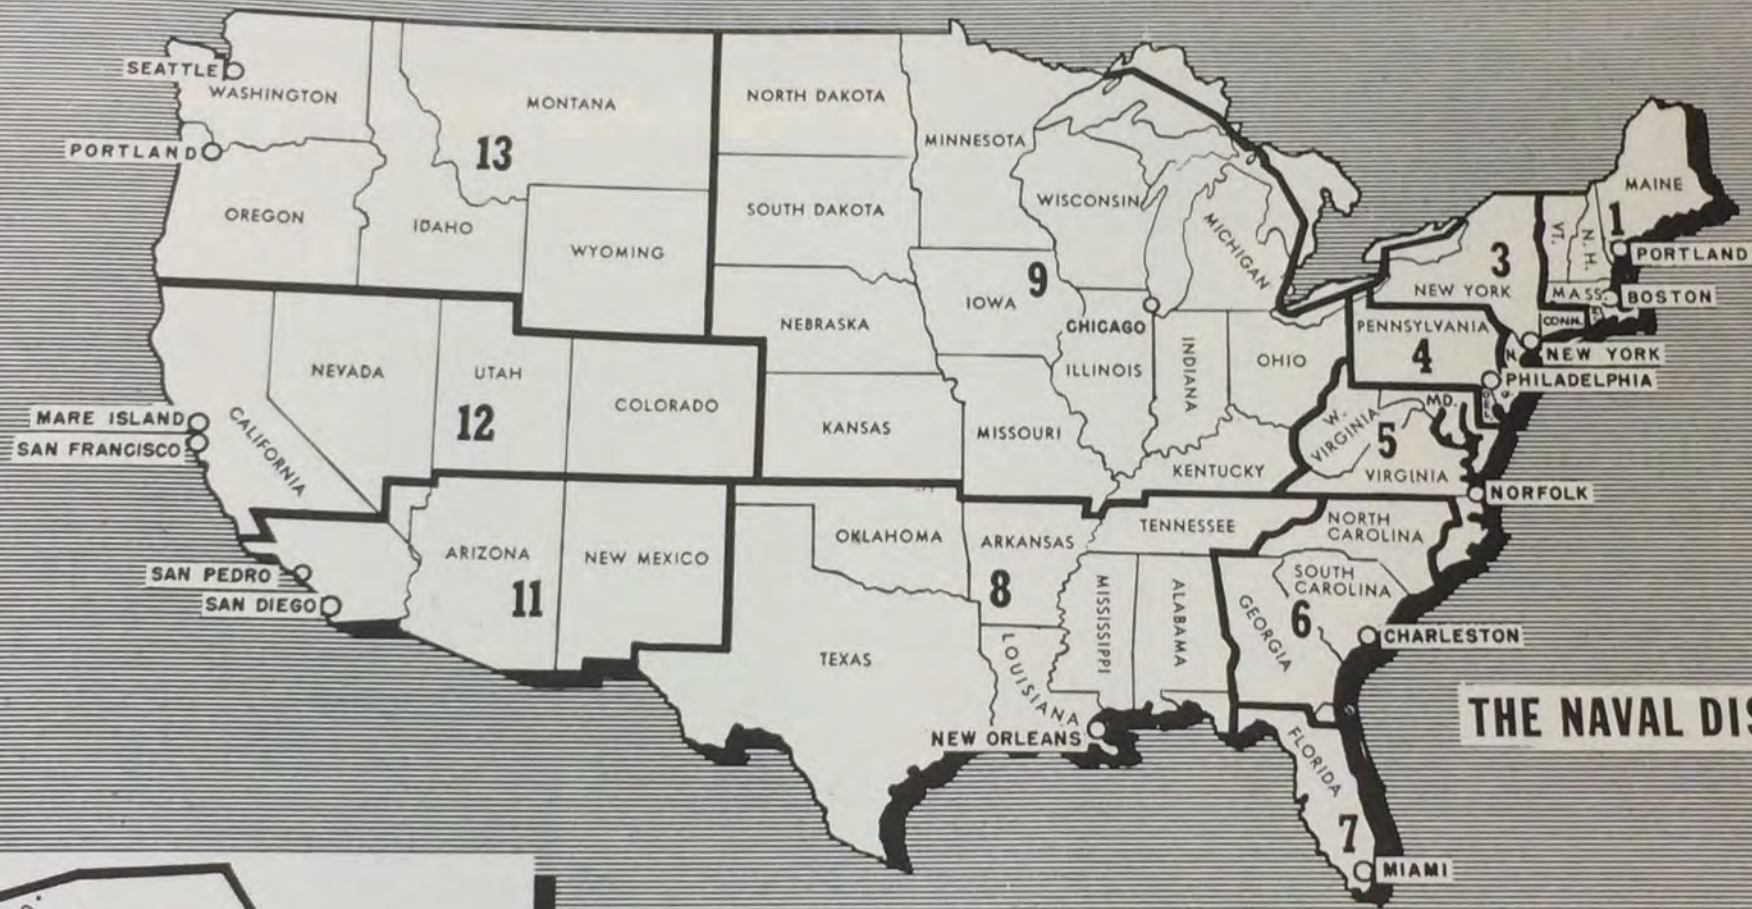 SEATTLE
WASHINGTON
MONTANA
NORTH DAKOTA
MINNESOTA
PORTLAND
13
OREGON
IDAHO
WYOMING
SOUTH DAKOTA
WISCONSIN
MICHIGAN
MAINE
1
VT.
N. H.
PORTLAND
3
NEW YORK
MASS.
BOSTON
CONN.
9
IOWA
NEBRASKA
CHICAGO
ILLINOIS
INDIANA
OHIO
PENNSYLVANIA
4
N.
NEW YORK
PHILADELPHIA
DEL.
MD.
NEVADA
UTAH
12
COLORADO
KANSAS
MISSOURI
KENTUCKY
W.
VIRGINIA
5
VIRGINIA
NORFOLK
MARE ISLAND
SAN FRANCISCO
CALIFORNIA
ARIZONA
11
NEW MEXICO
OKLAHOMA
ARKANSAS
8
TENNESSEE
NORTH
CAROLINA
SOUTH
CAROLINA
6
GEORGIA
MISSISSIPPI
ALABAMA
CHARLESTON
SAN PEDRO
SAN DIEGO
TEXAS
LOUISIANA
NEW ORLEANS
THE NAVAL DIS
FLORIDA
7
MIAMI